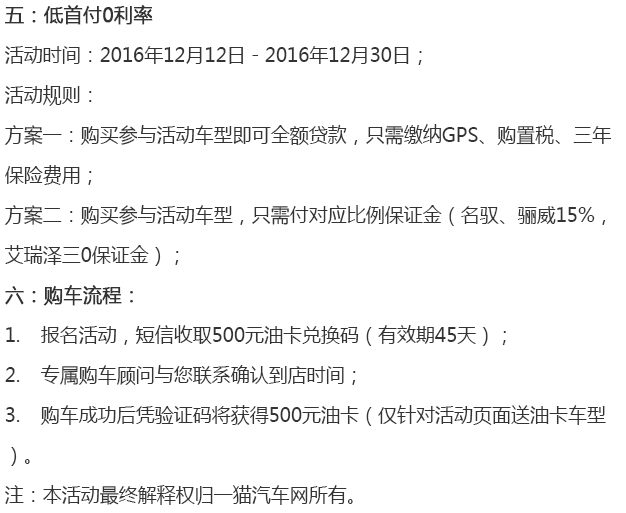 五：低首付0利率
活动时间：2016年12月12日 - 2016年12月30日；
活动规则：
方案一：购买参与活动车型即可全额贷款，只需缴纳GPS、购置税、三年
保险费用；
方案二：购买参与活动车型，只需付对应比例保证金（名驭、骊威15%，
艾瑞泽三0保证金）；
六：购车流程：
1. 报名活动，短信收取500元油卡兑换码（有效期45天）；
2. 专属购车顾问与您联系确认到店时间；
3. 购车成功后凭验证码将获得500元油卡（仅针对活动页面送油卡车型
）。
注：本活动最终解释权归一猫汽车网所有。